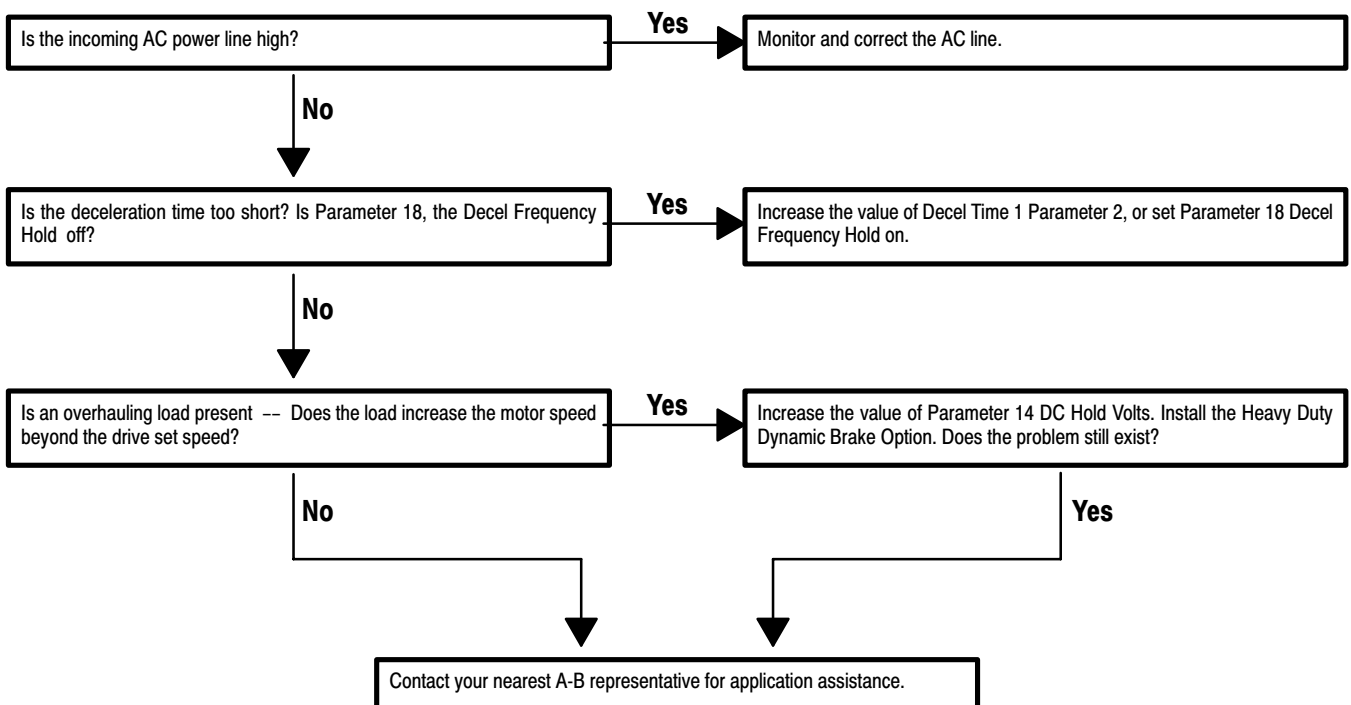 Is the incoming AC power line high?
Yes
Monitor and correct the AC line.
No
Is the deceleration time too short? Is Parameter 18, the Decel Frequency
Hold off?
Yes
Increase the value of Decel Time 1 Parameter 2, or set Parameter 18 Decel
Frequency Hold on.
No
Is an overhauling load present –– Does the load increase the motor speed
beyond the drive set speed?
Yes
Increase the value of Parameter 14 DC Hold Volts. Install the Heavy Duty
Dynamic Brake Option. Does the problem still exist?
No
Yes
Contact your nearest A-B representative for application assistance.